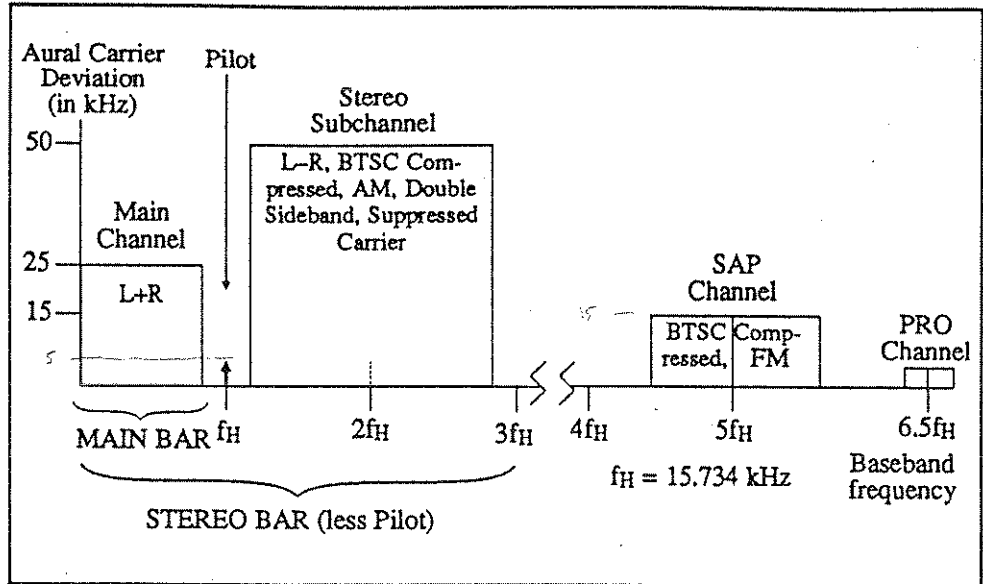 Aural Carrier
Deviation
(in kHz)
Pilot
Stereo
Subchannel
50
L–R, BTSC Com-
pressed, AM, Double
Sideband, Suppressed
Carrier
Main
Channel
25
L+R
15
5
SAP
Channel
15
BTSC Comp-
ressed, FM
PRO
Channel
MAIN BAR
fH
2fH
3fH
4fH
5fH
6.5fH
fH = 15.734 kHz
Baseband
frequency
STEREO BAR (less Pilot)